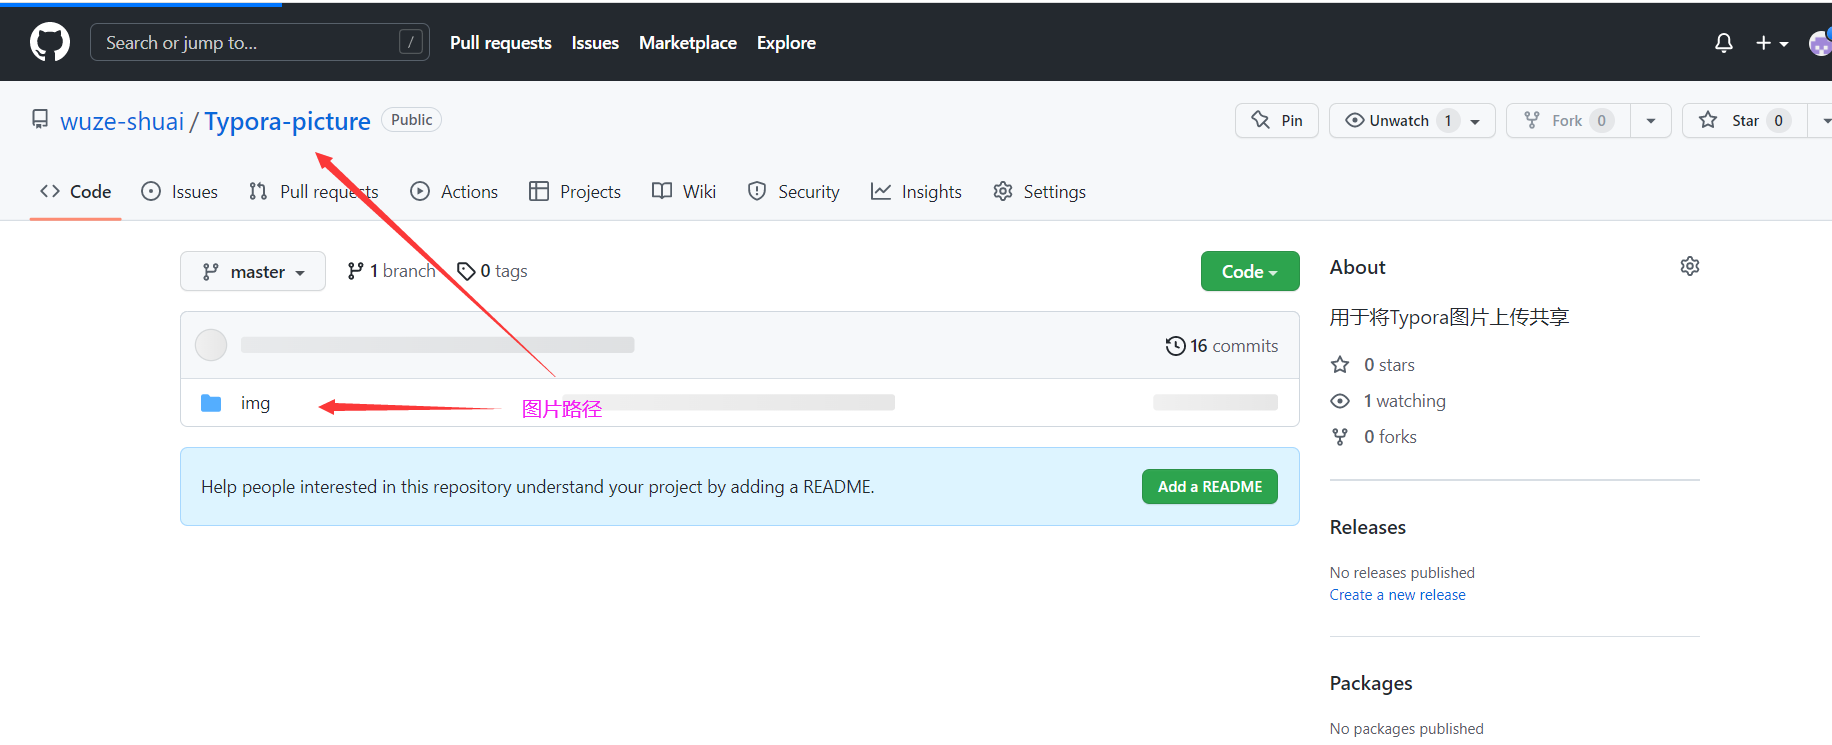 Search or jump to... / Pull requests Issues Marketplace Explore
wuze-shuai / Typora-picture Public Pin Unwatch 1 Fork 0 Star 0
Code Issues Pull requests Actions Projects Wiki Security Insights Settings
master 1 branch 0 tags Code
About
用于将Typora图片上传共享
16 commits
0 stars
img 图片路径
1 watching
0 forks
Help people interested in this repository understand your project by adding a README. Add a README
Releases
No releases published
Create a new release
Packages
No packages published